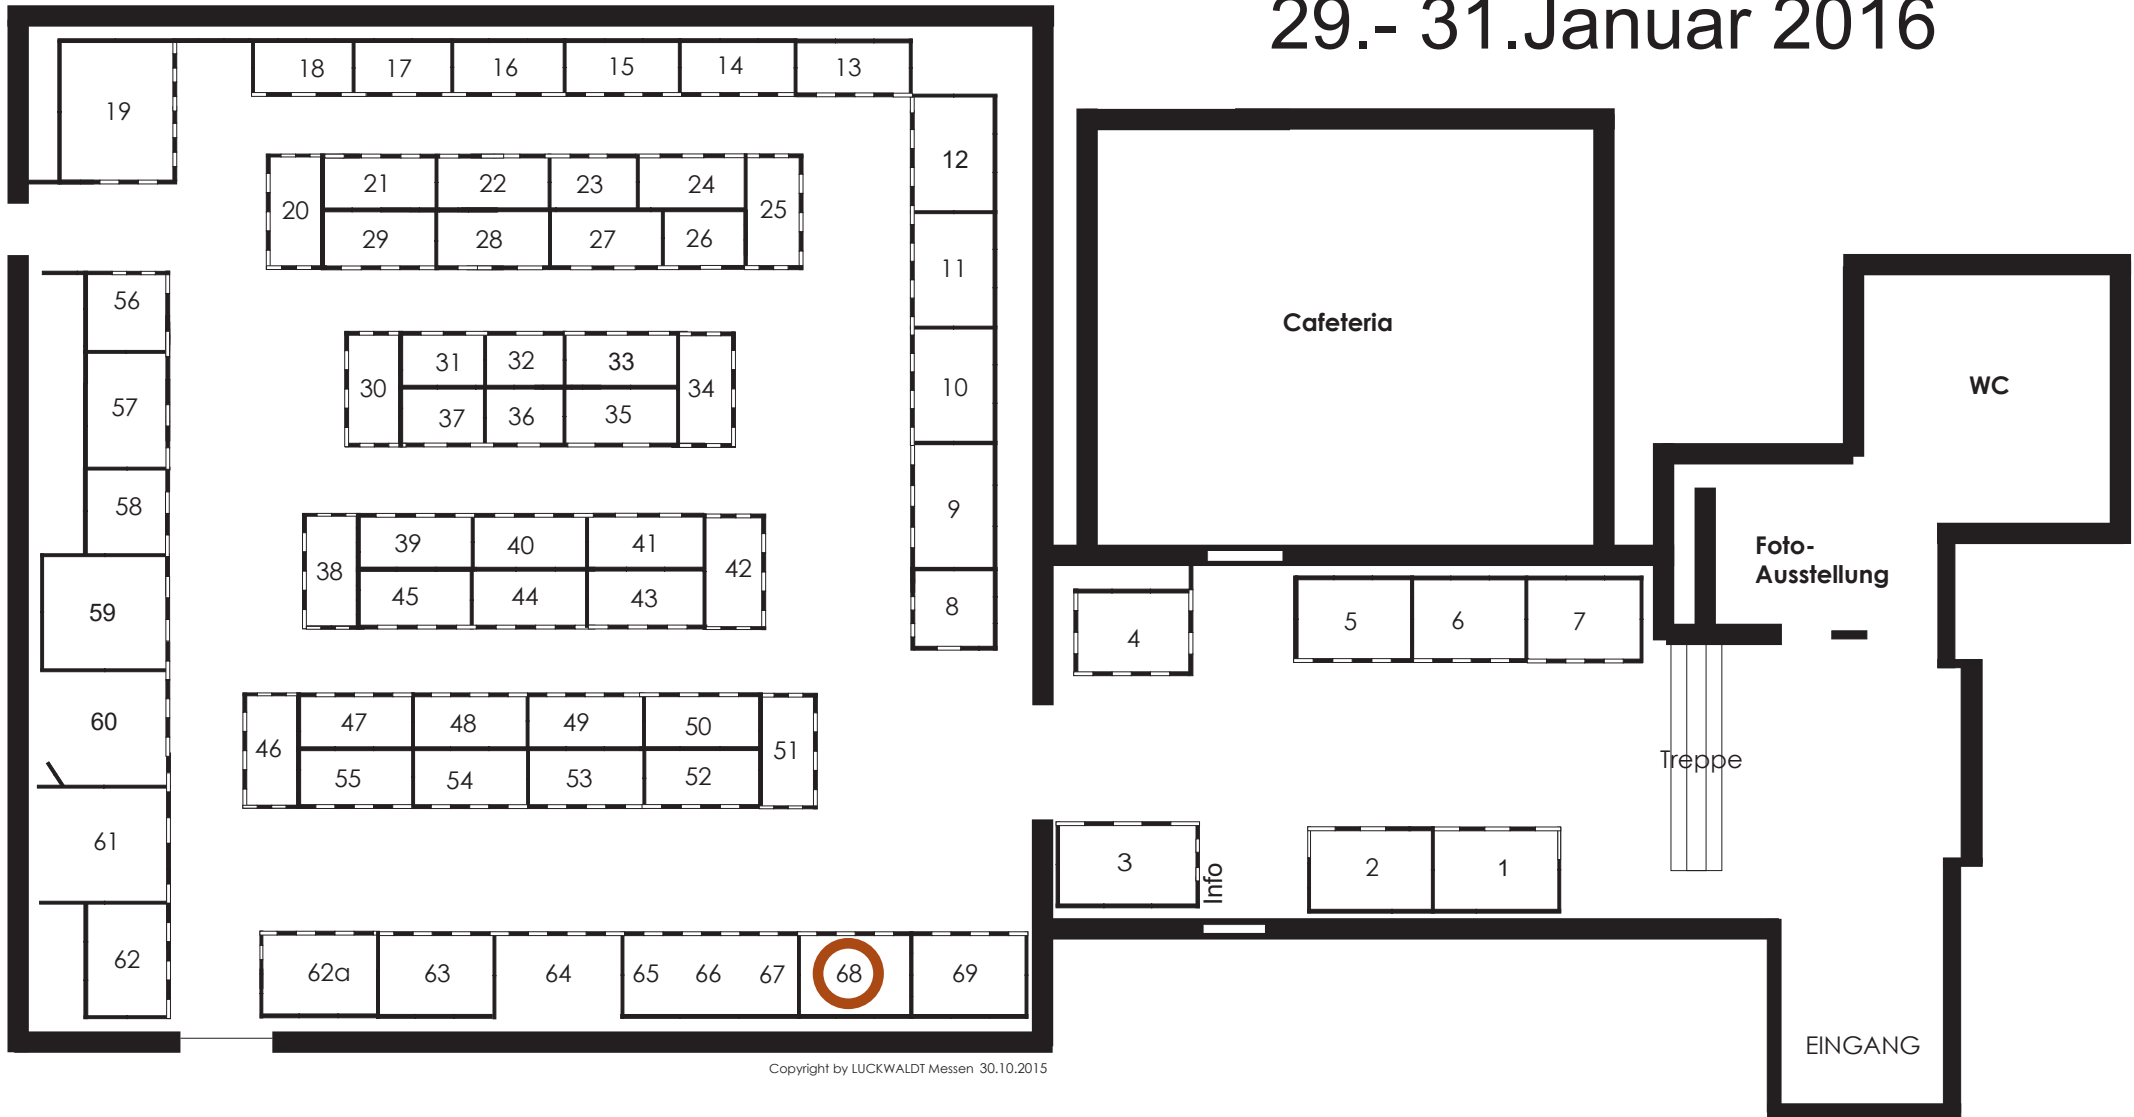 29.- 31.Januar 2016
18 17 16 15 14 13
19
12
21 22 23 24
20 25
29 28 27 26
11
56
Cafeteria
31 32 33
30 34
37 36 35
10
WC
57
58
9
39 40 41
38 42
45 44 43
Foto-
Ausstellung
59
8
4
5 6 7
60
47 48 49 50
46 51
55 54 53 52
Treppe
61
3
Info
2 1
62
62a 63 64 65 66 67 68 69
EINGANG
Copyright by LUCKWALDT Messen 30.10.2015